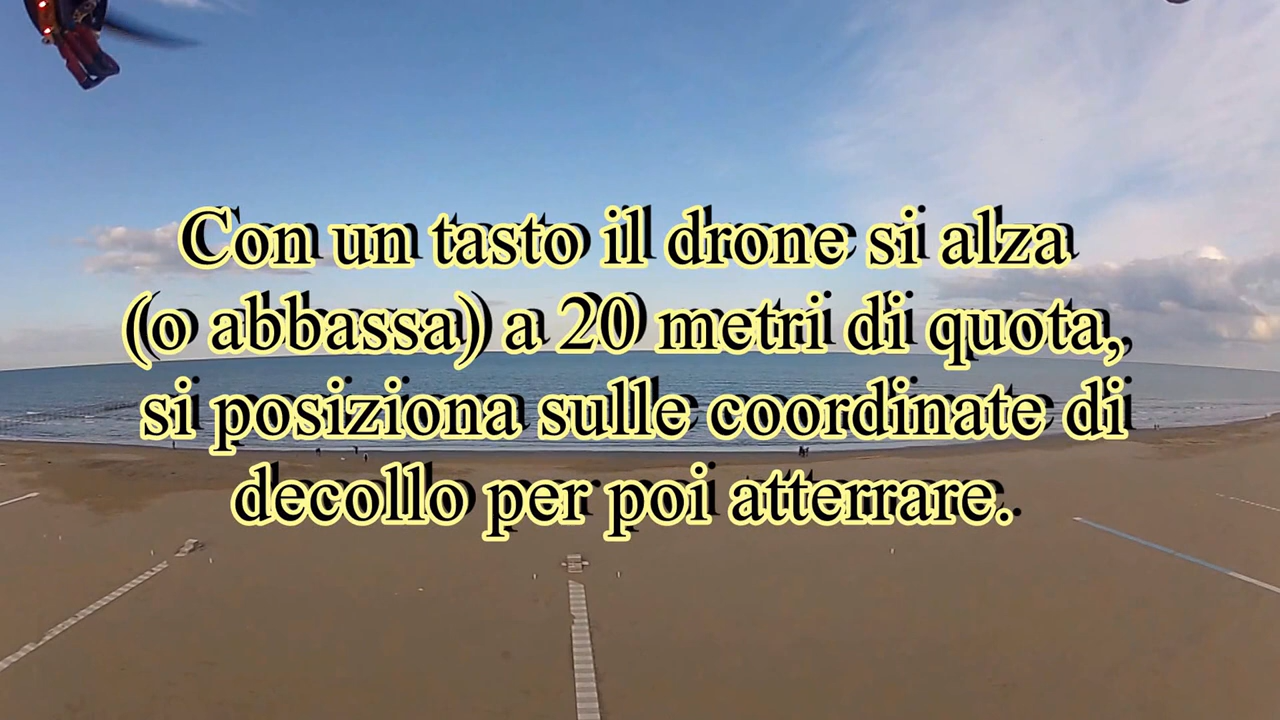 Con un tasto il drone si alza
(o abbassa) a 20 metri di quota,
si posiziona sulle coordinate di
decollo per poi atterrare.